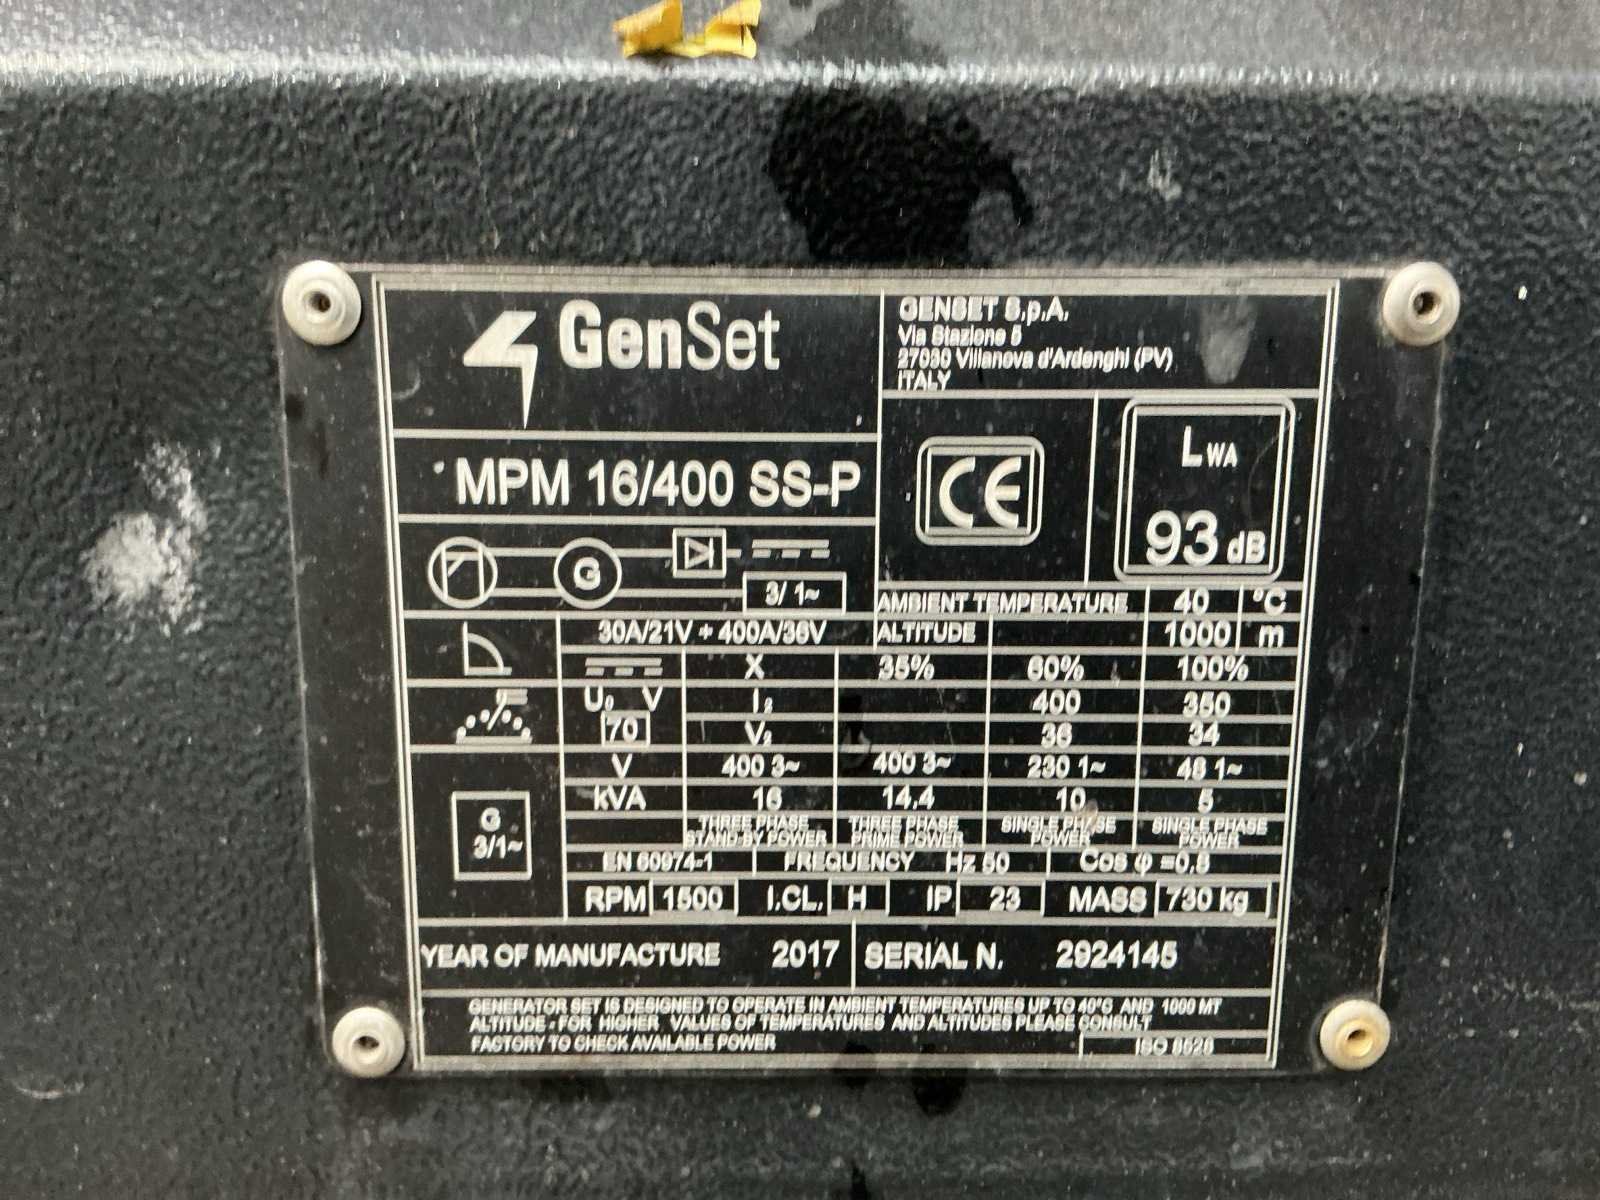 GenSet
GENSET S.p.A.
Via Stazione 5
27030 Villanova d'Ardenghi (PV)
ITALY
MPM 16/400 SS-P
CE
LWA
93 dB
G
3/ 1~
AMBIENT TEMPERATURE 40 °C
30A/21V + 400A/36V ALTITUDE 1000 m
X 35% 60% 100%
U0 V I2 400 350
70 V2 36 34
V 400 3~ 400 3~ 230 1~ 48 1~
kVA 16 14.4 10 5
G
3/1~
THREE PHASE THREE PHASE SINGLE PHASE SINGLE PHASE
STAND-BY POWER PRIME POWER POWER POWER
EN 60974-1 FREQUENCY Hz 50 Cos φ =0.8
RPM 1500 I.CL. H IP 23 MASS 730 kg
YEAR OF MANUFACTURE 2017 SERIAL N. 2924145
GENERATOR SET IS DESIGNED TO OPERATE IN AMBIENT TEMPERATURES UP TO 40°C AND 1000 MT
ALTITUDE - FOR HIGHER VALUES OF TEMPERATURES AND ALTITUDES PLEASE CONSULT
FACTORY TO CHECK AVAILABLE POWER
ISO 8528